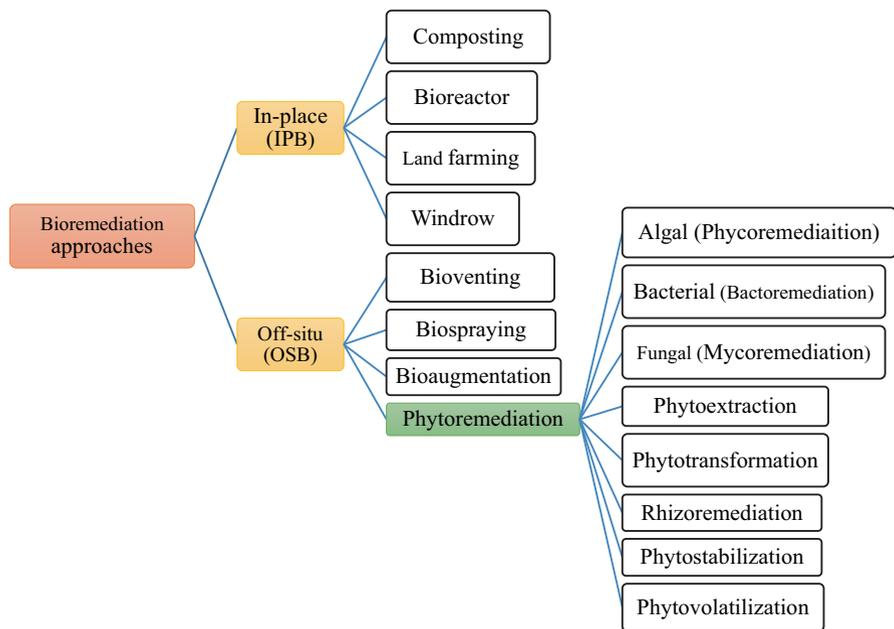 Bioremediation
approaches
In-place
(IPB)
Composting
Bioreactor
Land farming
Windrow
Off-situ
(OSB)
Bioventing
Biospraying
Bioaugmentation
Phytoremediation
Algal (Phycoremediaition)
Bacterial (Bactoremediation)
Fungal (Mycoremediation)
Phytoextraction
Phytotransformation
Rhizoremediation
Phytostabilization
Phytovolatilization